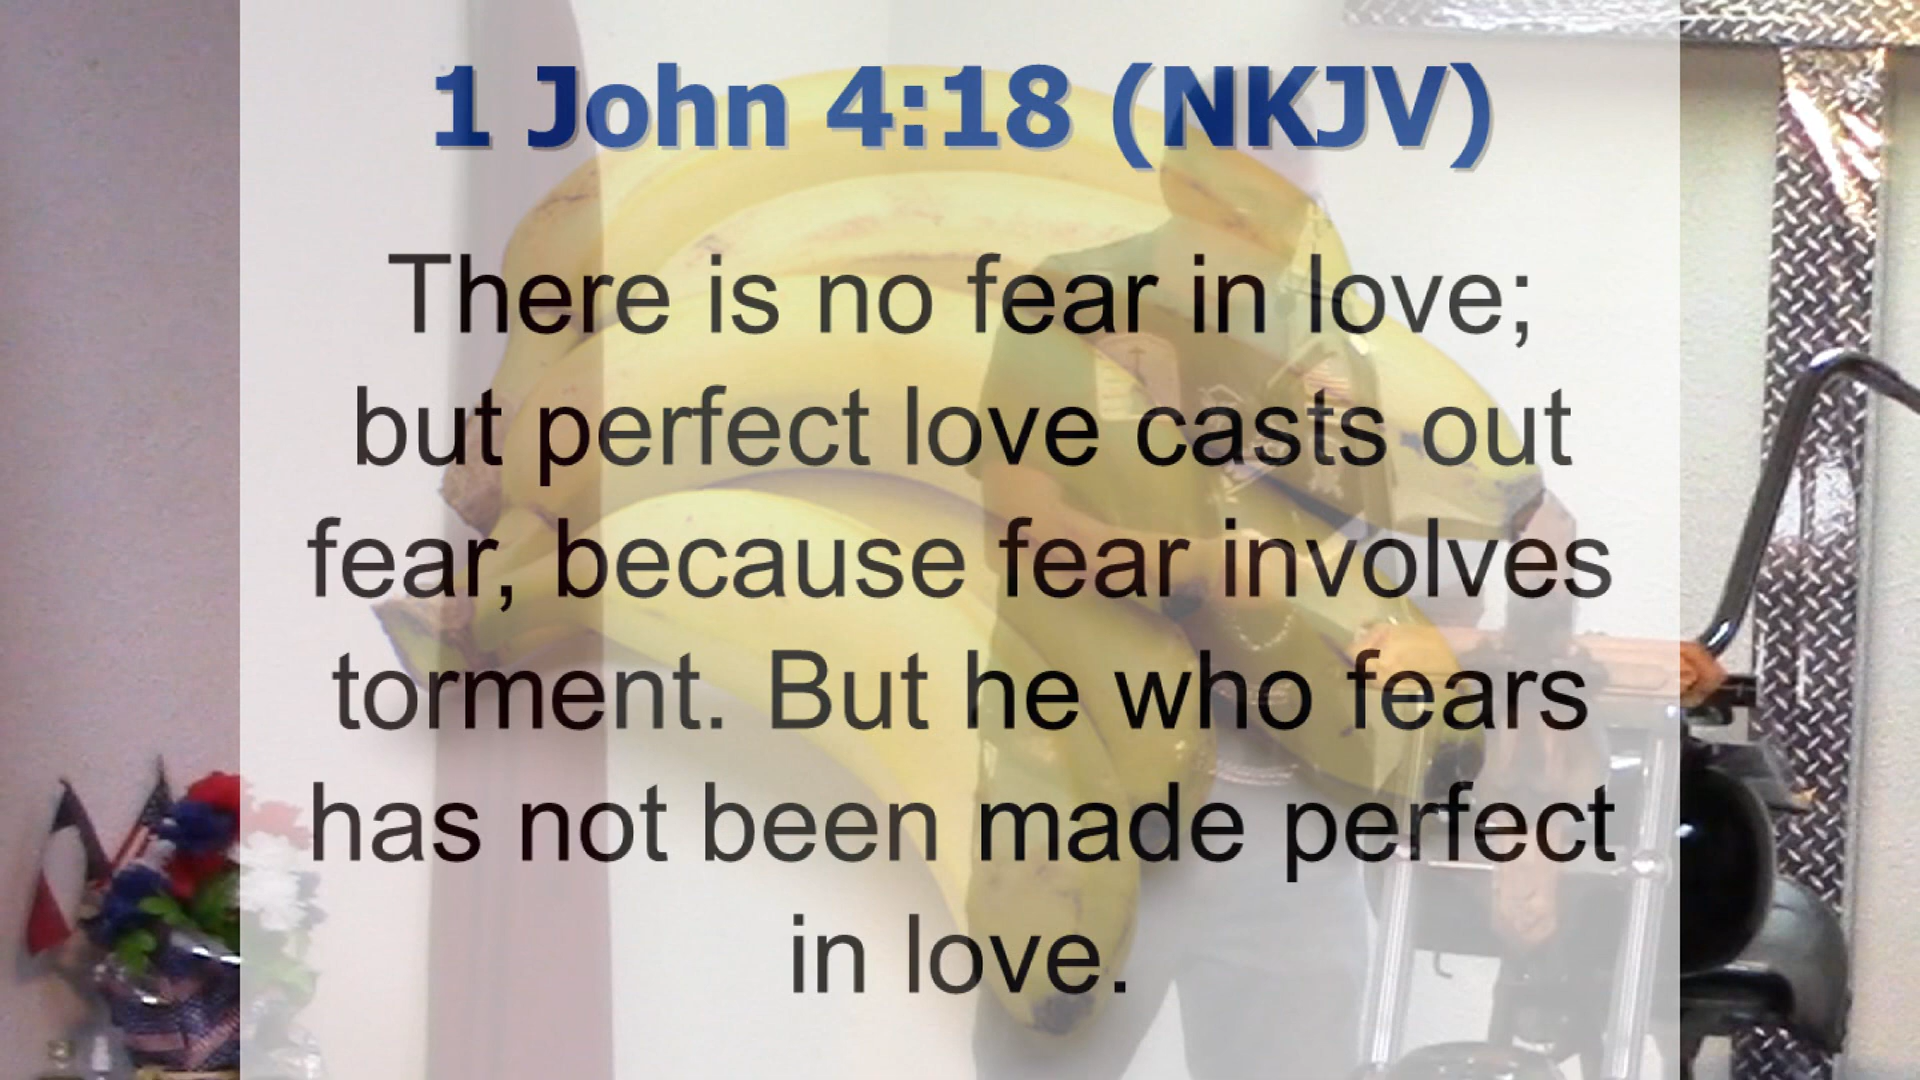 1 John 4:18 (NKJV)
There is no fear in love;
but perfect love casts out
fear, because fear involves
torment. But he who fears
has not been made perfect
in love.